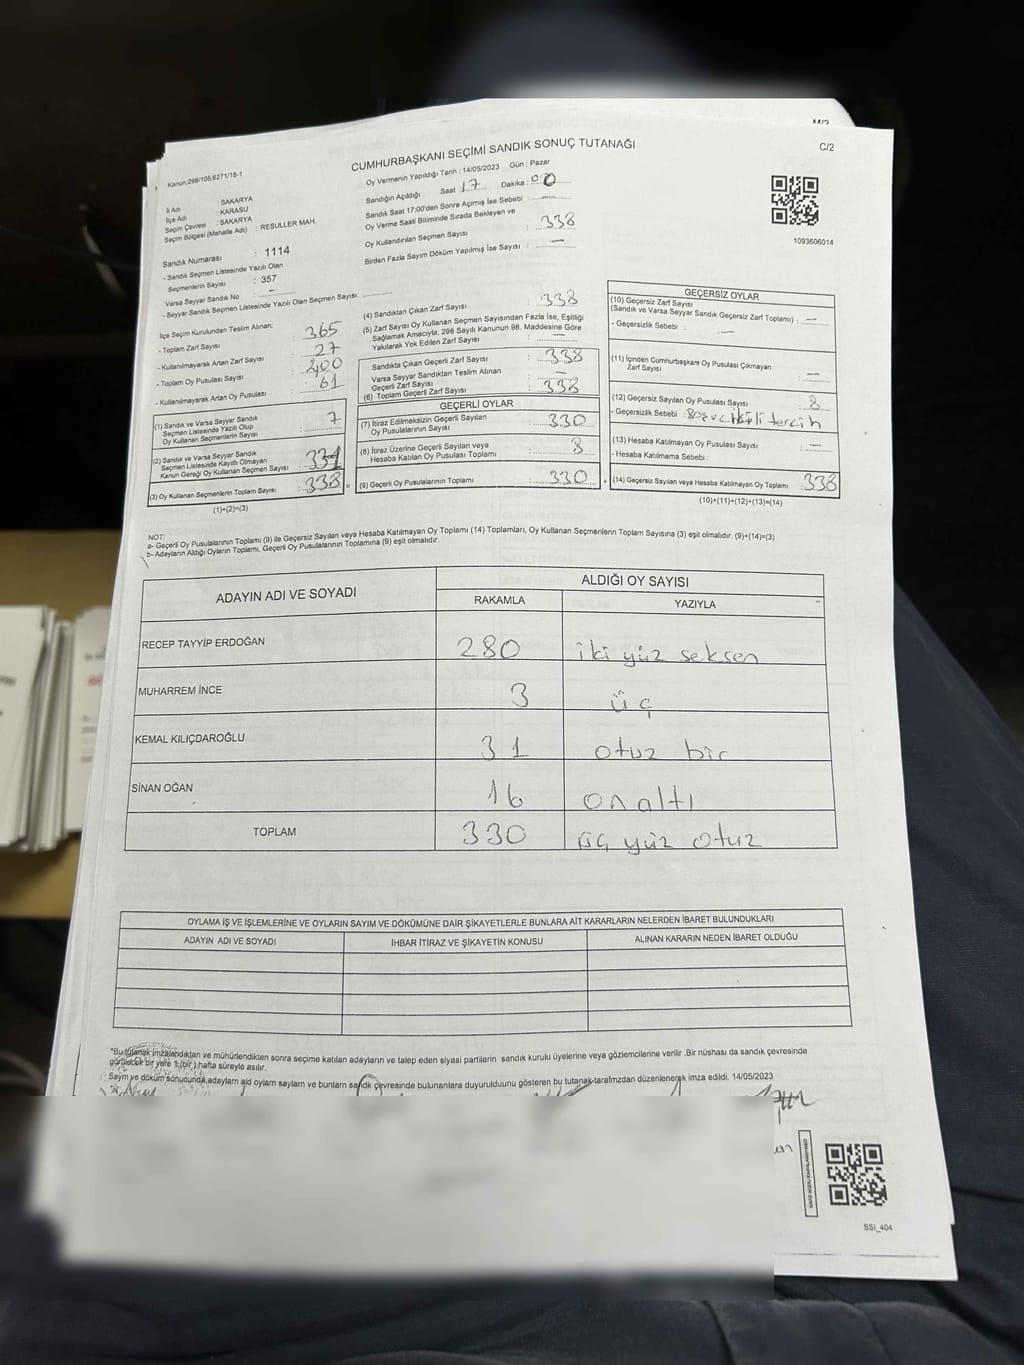 C/2
CUMHURBAŞKANI SEÇİMİ SANDIK SONUÇ TUTANAĞI
Kanun;298/105,6271/18-1
Oy Vermenin Yapıldığı Tarih : 14/05/2023 Gün : Pazar
Sandığın Açıldığı Saat : 17 Dakika : 00
Sandık Saat 17:00'den Sonra Açmış İse Sebebi : —
Oy Verme Saati Bitiminde Sırada Bekleyen ve
Oy Kullandırılan Seçmen Sayısı : 338
Birden Fazla Sayım Döküm Yapılmış İse Sayısı : —
1093606014
İl Adı : SAKARYA
İlçe Adı : KARASU
Seçim Çevresi : SAKARYA
Seçim Bölgesi (Mahalle Adı) : RESULLER MAH.
Sandık Numarası : 1114
- Sandık Seçmen Listesinde Yazılı Olan
Seçmenlerin Sayısı : 357
Varsa Seyyar Sandık No : —
- Seyyar Sandık Seçmen Listesinde Yazılı Olan Seçmen Sayısı:
İlçe Seçim Kurulundan Teslim Alınan;
- Toplam Zarf Sayısı : 365
- Kullanılmayarak Artan Zarf Sayısı : 27
- Toplam Oy Pusulası Sayısı : 400
- Kullanılmayarak Artan Oy Pusulası : 61
(1) Sandık ve Varsa Seyyar Sandık
Seçmen Listesinde Yazılı Olup
Oy Kullanan Seçmenlerin Sayısı : 7
(2) Sandık ve Varsa Seyyar Sandık
Seçmen Listesinde Kayıtlı Olmayan
Kanun Gereği Oy Kullanan Seçmen Sayısı : 331
(3) Oy Kullanan Seçmenlerin Toplam Sayısı : 338
(1)+(2)=(3)
(4) Sandıktan Çıkan Zarf Sayısı : 338
(5) Zarf Sayısı Oy Kullanan Seçmen Sayısından Fazla İse, Eşitliği
Sağlamak Amacıyla; 298 Sayılı Kanunun 98. Maddesine Göre
Yakılarak Yok Edilen Zarf Sayısı : —
Sandıkta Çıkan Geçerli Zarf Sayısı : 338
Varsa Seyyar Sandıktan Teslim Alınan
Geçerli Zarf Sayısı : —
(6) Toplam Geçerli Zarf Sayısı : 338
GEÇERLİ OYLAR
(7) İtiraz Edilmeksizin Geçerli Sayılan
Oy Pusulalarının Sayısı : 330
(8) İtiraz Üzerine Geçerli Sayılan veya
Hesaba Katılan Oy Pusulası Toplamı : 8
(9) Geçerli Oy Pusulalarının Toplamı : 330
GEÇERSİZ OYLAR
(10) Geçersiz Zarf Sayısı
(Sandık ve Varsa Seyyar Sandık Geçersiz Zarf Toplamı) : —
- Geçersizlik Sebebi : —
(11) İçinden Cumhurbaşkanı Oy Pusulası Çıkmayan
Zarf Sayısı : —
(12) Geçersiz Sayılan Oy Pusulası Sayısı : 8
- Geçersizlik Sebebi : tercih
(13) Hesaba Katılmayan Oy Pusulası Sayısı : —
- Hesaba Katılmama Sebebi :
(14) Geçersiz Sayılan veya Hesaba Katılmayan Oy Toplamı : 338
(10)+(11)+(12)+(13)=(14)
NOT:
a- Geçerli Oy Pusulalarının Toplamı (9) ile Geçersiz Sayılan veya Hesaba Katılmayan Oy Toplamı (14) Toplamları, Oy Kullanan Seçmenlerin Toplam Sayısına (3) eşit olmalıdır. (9)+(14)=(3)
b- Adayların Aldığı Oyların Toplamı, Geçerli Oy Pusulalarının Toplamına (9) eşit olmalıdır.
ADAYIN ADI VE SOYADI ALDIĞI OY SAYISI
RAKAMLA YAZIYLA
RECEP TAYYİP ERDOĞAN 280 iki yüz seksen
MUHARREM İNCE 3 üç
KEMAL KILIÇDAROĞLU 31 otuz bir
SİNAN OĞAN 16 on altı
TOPLAM 330 üç yüz otuz
OYLAMA İŞ VE İŞLEMLERİNE VE OYLARIN SAYIM VE DÖKÜMÜNE DAİR ŞİKAYETLERLE BUNLARA AİT KARARLARIN NELERDEN İBARET BULUNDUKLARI
ADAYIN ADI VE SOYADI İHBAR İTİRAZ VE ŞİKAYETİN KONUSU ALINAN KARARIN NEDEN İBARET OLDUĞU
*Bu tutanak imzalandıktan ve mühürlendikten sonra seçime katılan adayların ve talep eden siyasi partilerin sandık kurulu üyelerine veya gözlemcilerine verilir .Bir nüshası da sandık çevresinde
görülecek bir yere 1 (bir ) hafta süreyle asılır.
Sayım ve döküm sonucunda,adayların ald oyların sayların ve bunların sandk çevresinde bulunanlara duyurulduunu gösteren bu tutanak tarafmzdan düzenlenerek imza edildi. 14/05/2023
SSİ_404